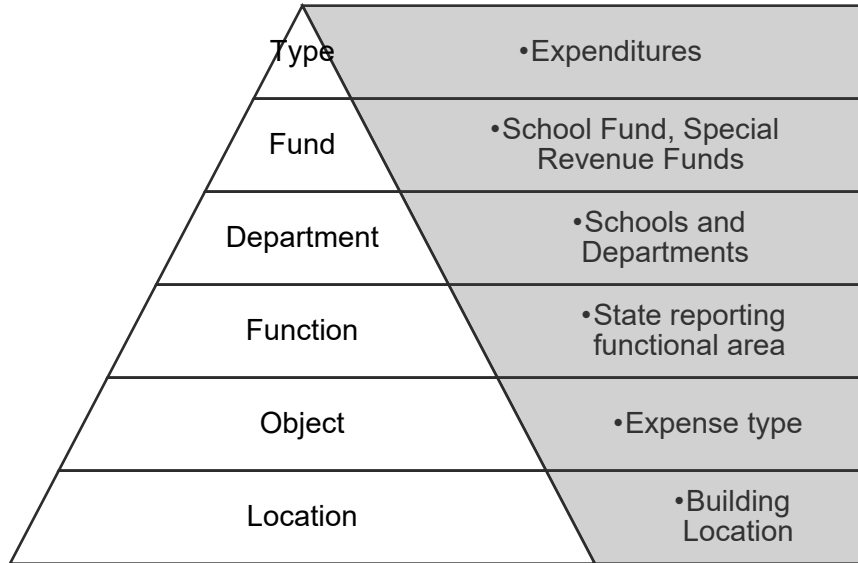 Type
•Expenditures
Fund
•School Fund, Special
Revenue Funds
Department
•Schools and
Departments
Function
•State reporting
functional area
Object
•Expense type
Location
•Building
Location